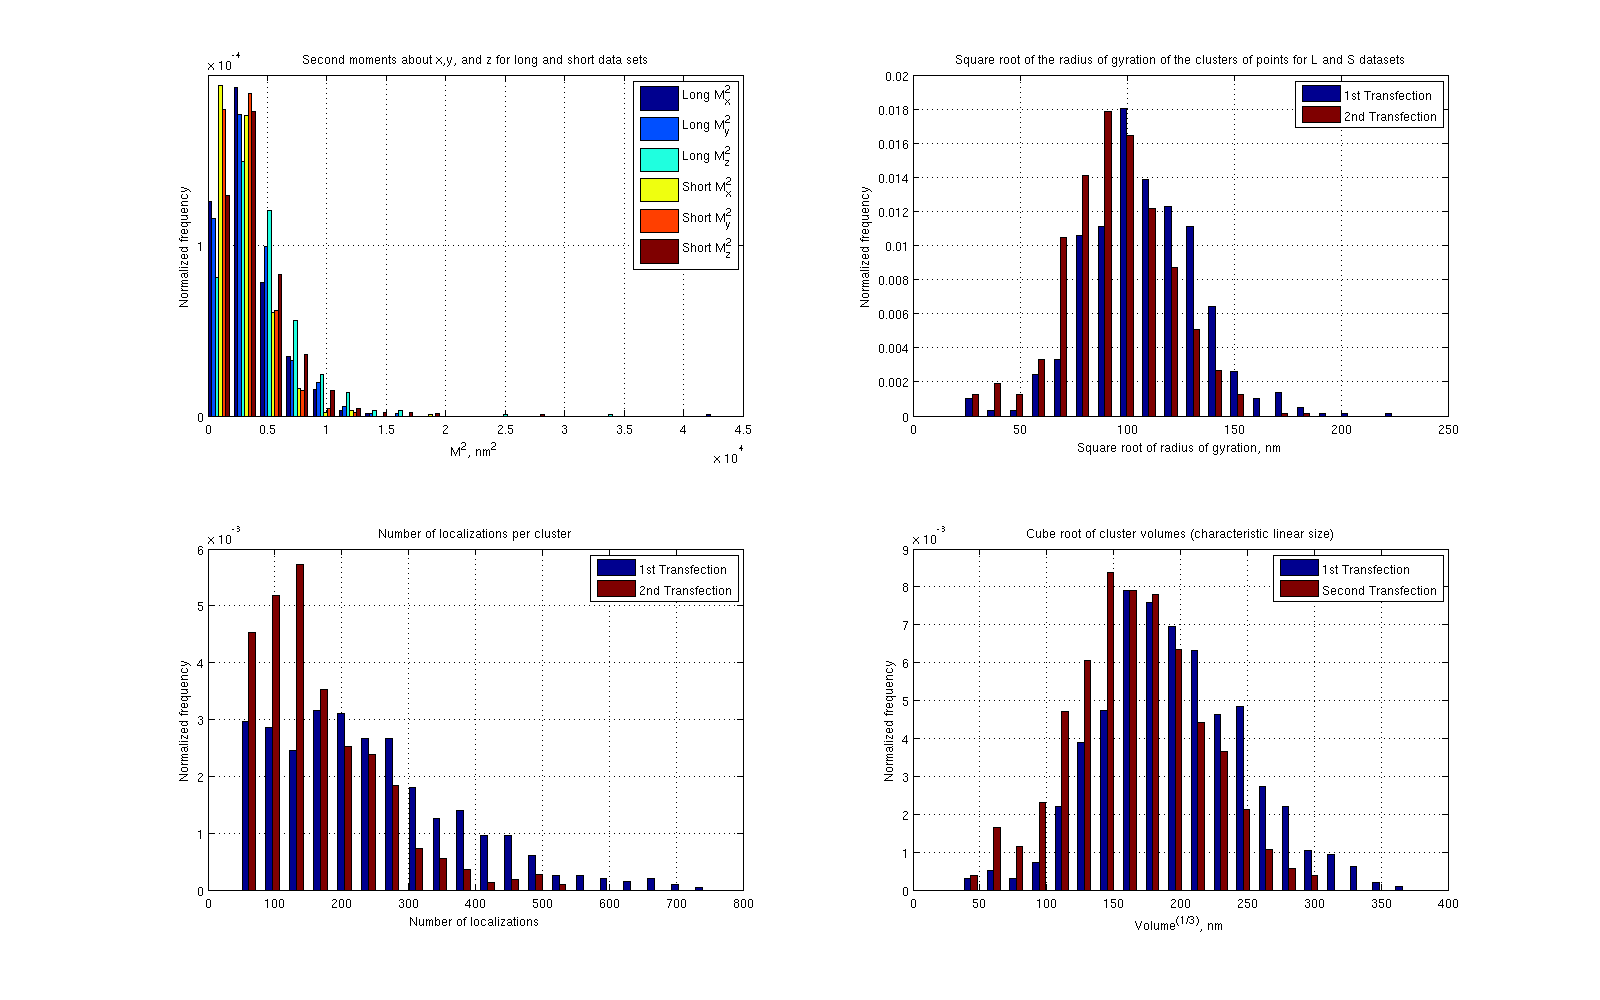 Second moments about x,y, and z for long and short data sets
x 10^-4
Normalized frequency
1
0
0 0.5 1 1.5 2 2.5 3 3.5 4 4.5
M^2, nm^2
x 10^4
Long M_x^2
Long M_y^2
Long M_z^2
Short M_x^2
Short M_y^2
Short M_z^2
Square root of the radius of gyration of the clusters of points for L and S datasets
Normalized frequency
0.02
0.018
0.016
0.014
0.012
0.01
0.008
0.006
0.004
0.002
0
0 50 100 150 200 250
Square root of radius of gyration, nm
1st Transfection
2nd Transfection
Number of localizations per cluster
x 10^-3
Normalized frequency
6
5
4
3
2
1
0
0 100 200 300 400 500 600 700 800
Number of localizations
1st Transfection
2nd Transfection
Cube root of cluster volumes (characteristic linear size)
x 10^-3
Normalized frequency
9
8
7
6
5
4
3
2
1
0
0 50 100 150 200 250 300 350 400
Volume^(1/3), nm
1st Transfection
Second Transfection